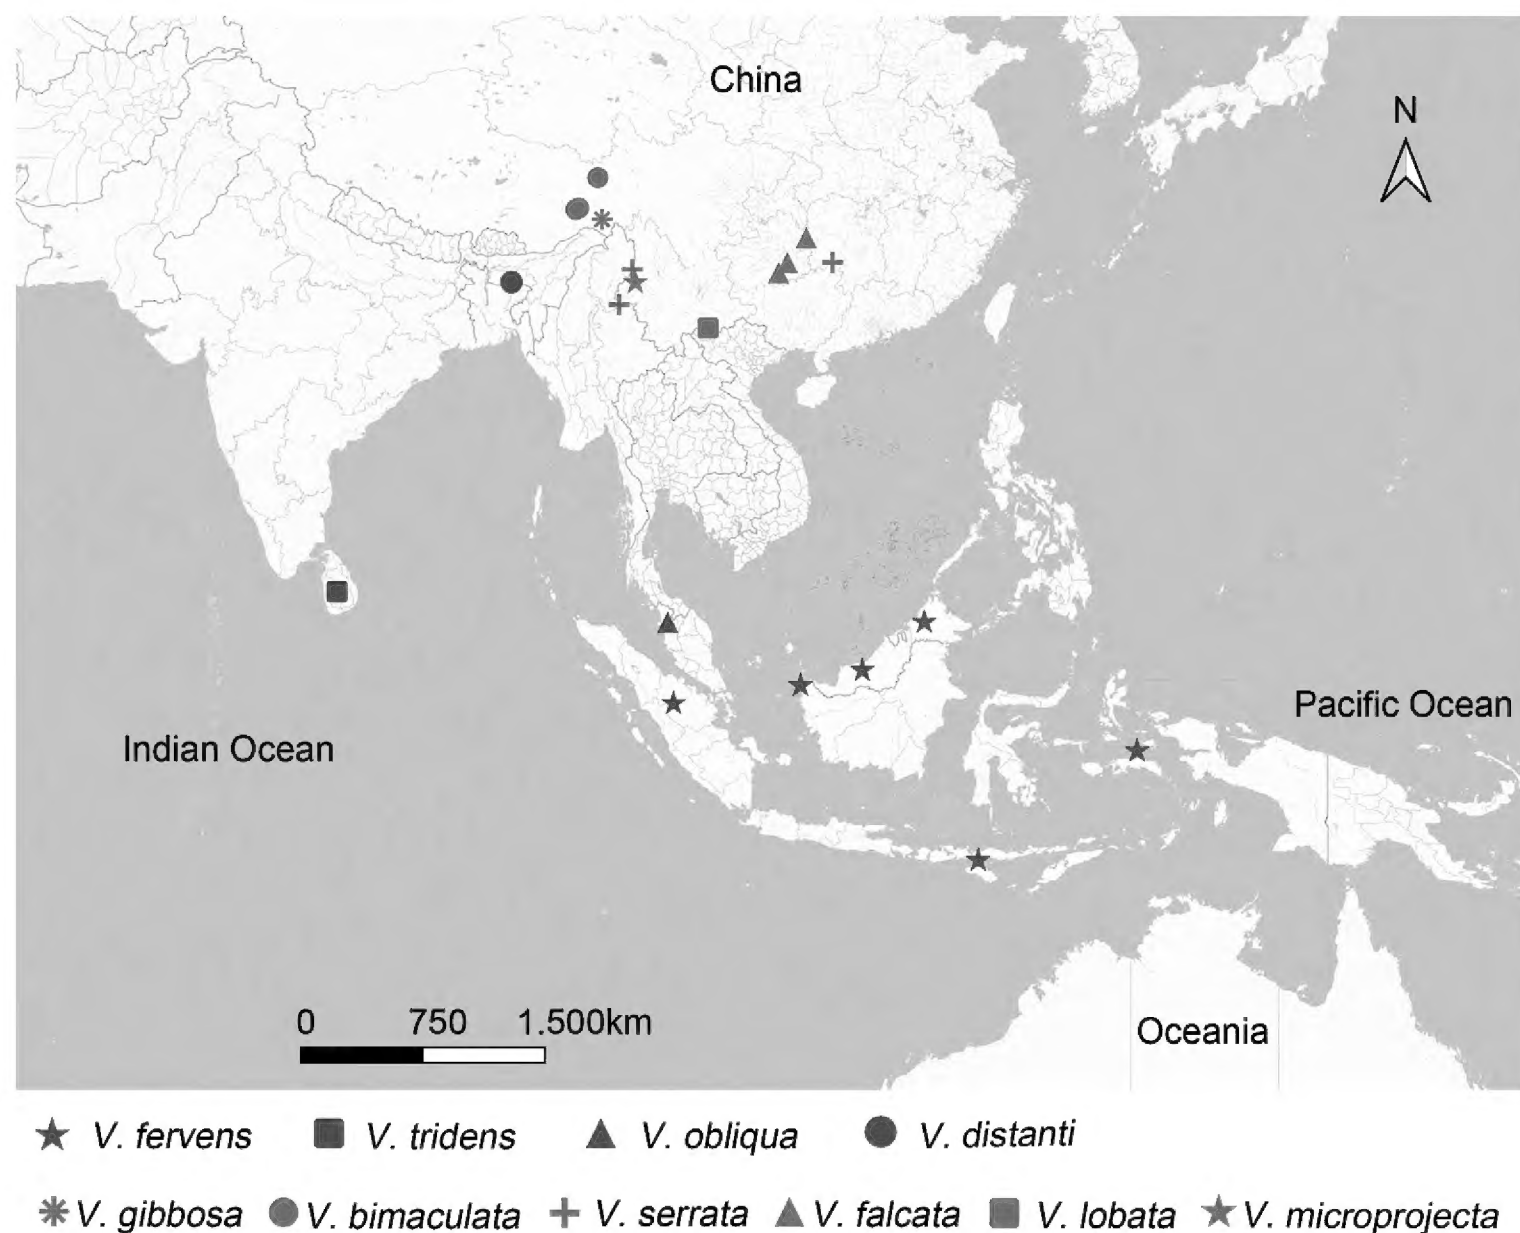 China
N
Pacific Ocean
Indian Ocean
0 750 1.500km
Oceania
V. fervens V. tridens V. obliqua V. distanti
V. gibbosa V. bimaculata V. serrata V. falcata V. lobata V. microprojecta